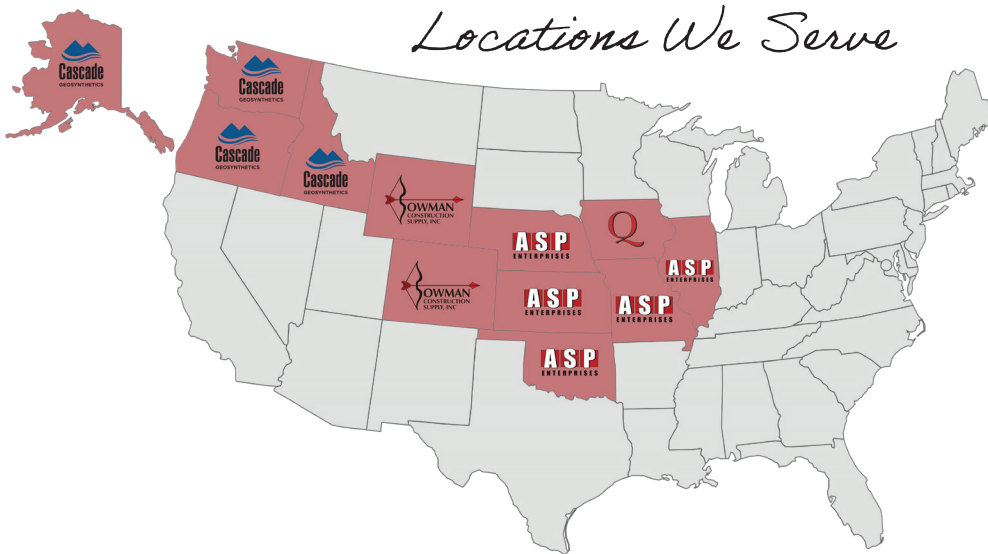 Locations We Serve
Cascade
GEOSYNTHETICS
Cascade
GEOSYNTHETICS
Cascade
GEOSYNTHETICS
Cascade
GEOSYNTHETICS
BOWMAN
CONSTRUCTION
SUPPLY, INC
ASP
ENTERPRISES
Q
ASP
ENTERPRISES
BOWMAN
CONSTRUCTION
SUPPLY, INC
ASP
ENTERPRISES
ASP
ENTERPRISES
ASP
ENTERPRISES